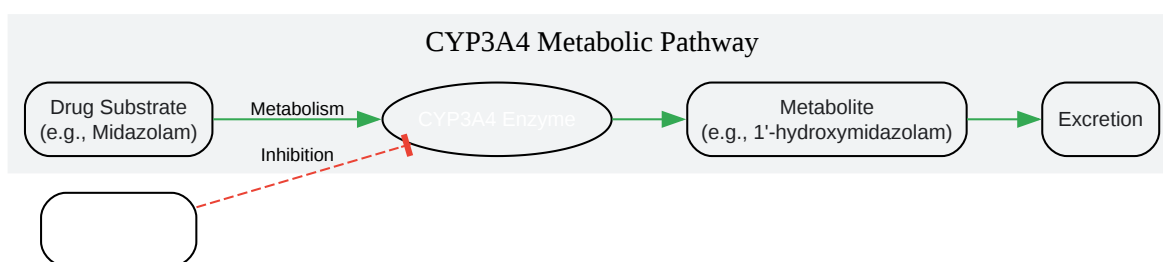 CYP3A4 Metabolic Pathway
Drug Substrate
(e.g., Midazolam)
Metabolism
CYP3A4 Enzyme
Metabolite
(e.g., 1'-hydroxymidazolam)
Excretion
Inhibition